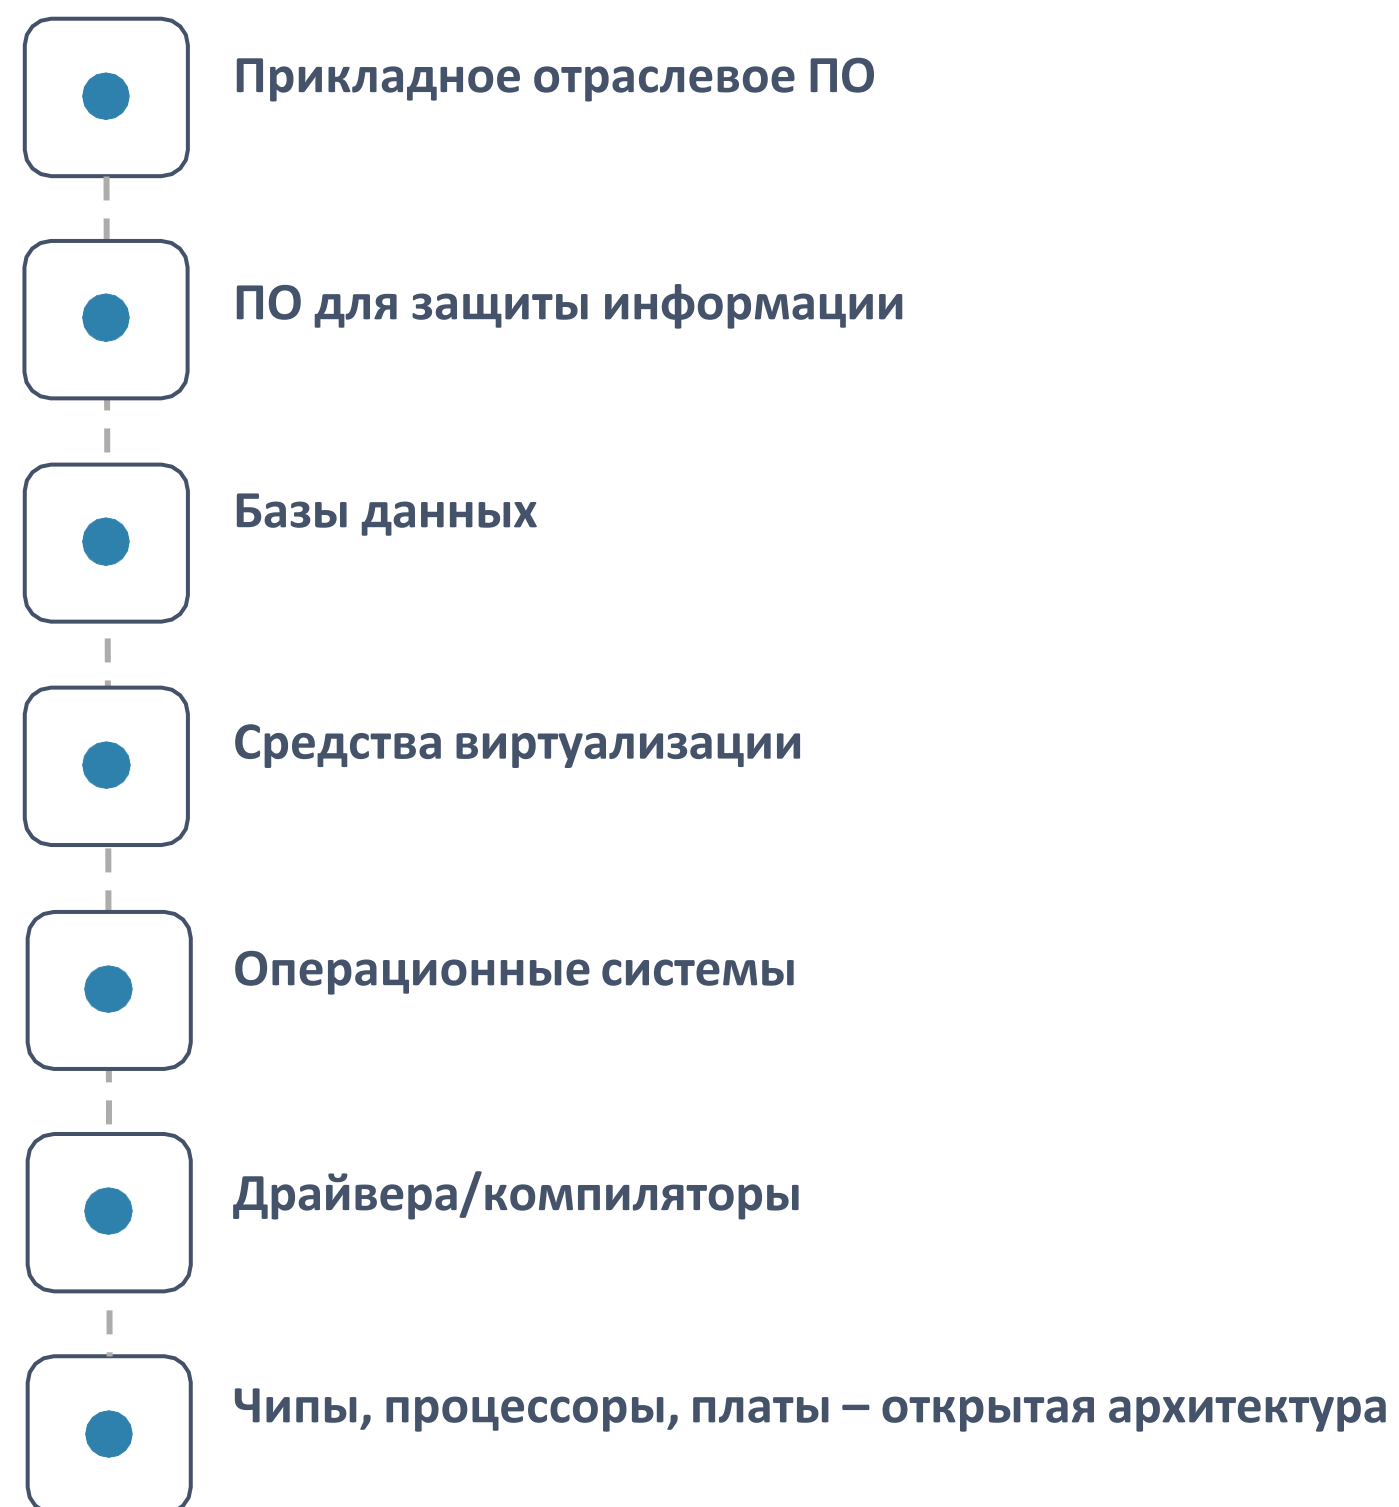 Прикладное отраслевое ПО
ПО для защиты информации
Базы данных
Средства виртуализации
Операционные системы
Драйвера/компиляторы
Чипы, процессоры, платы – открытая архитектура